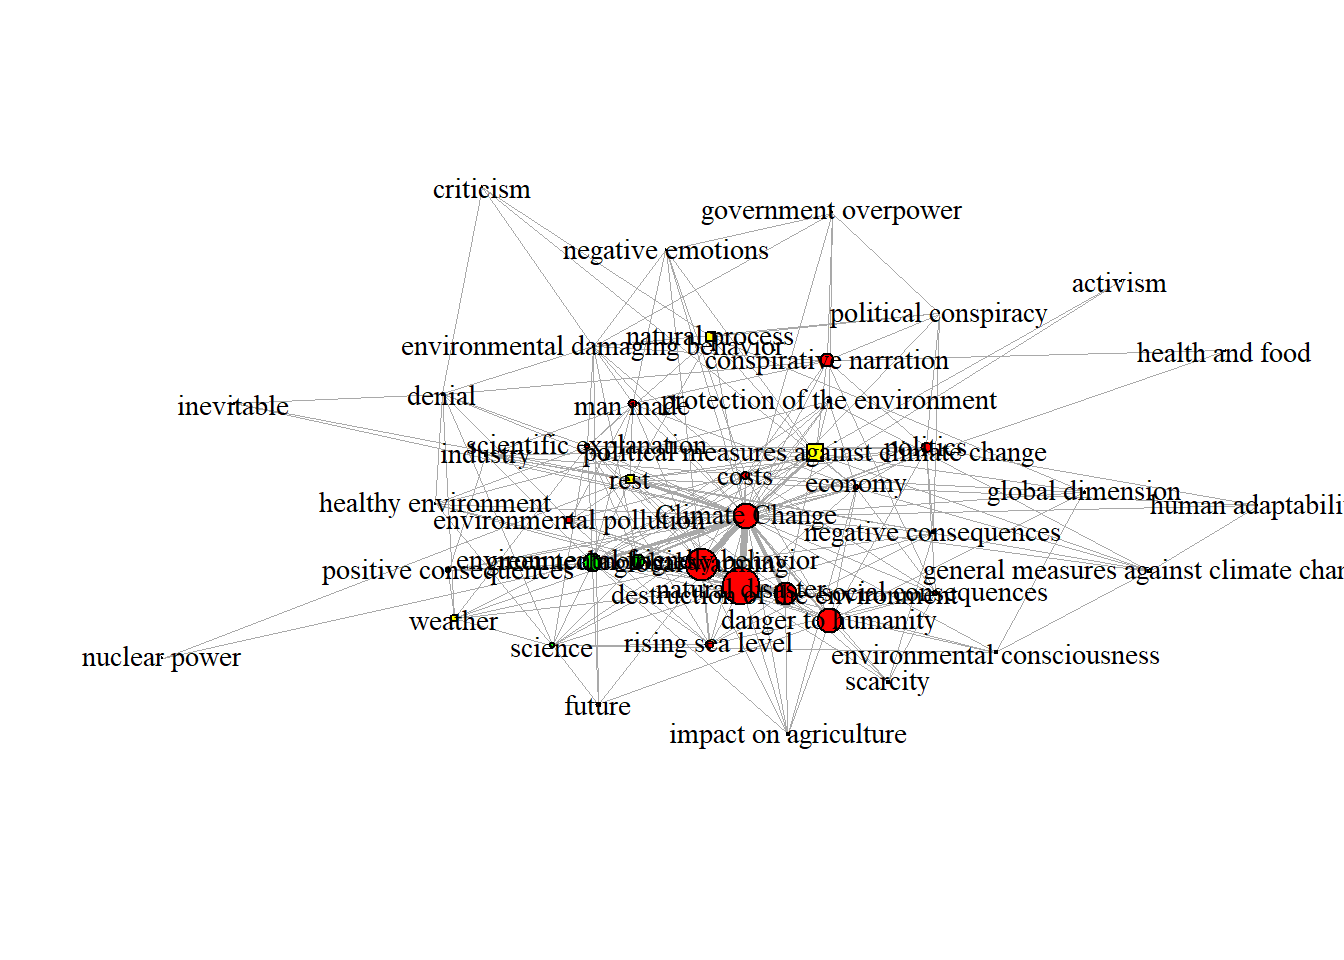 criticism
government overpower
negative emotions
activism
political conspiracy
natural process
environmental damaging behavior
health and food
conspirative narration
denial
protection of the environment
inevitable
man made
scientific explanation
politics
political measures against climate change
industry
costs
rest
economy
global dimension
healthy environment
human adaptabili
Climate Change
environmental pollution
negative consequences
environmental friendly behavior
global warming
positive consequences
general measures against climate chan
natural disaster
social consequences
destruction of the environment
danger to humanity
weather
rising sea level
science
nuclear power
environmental consciousness
scarcity
future
impact on agriculture